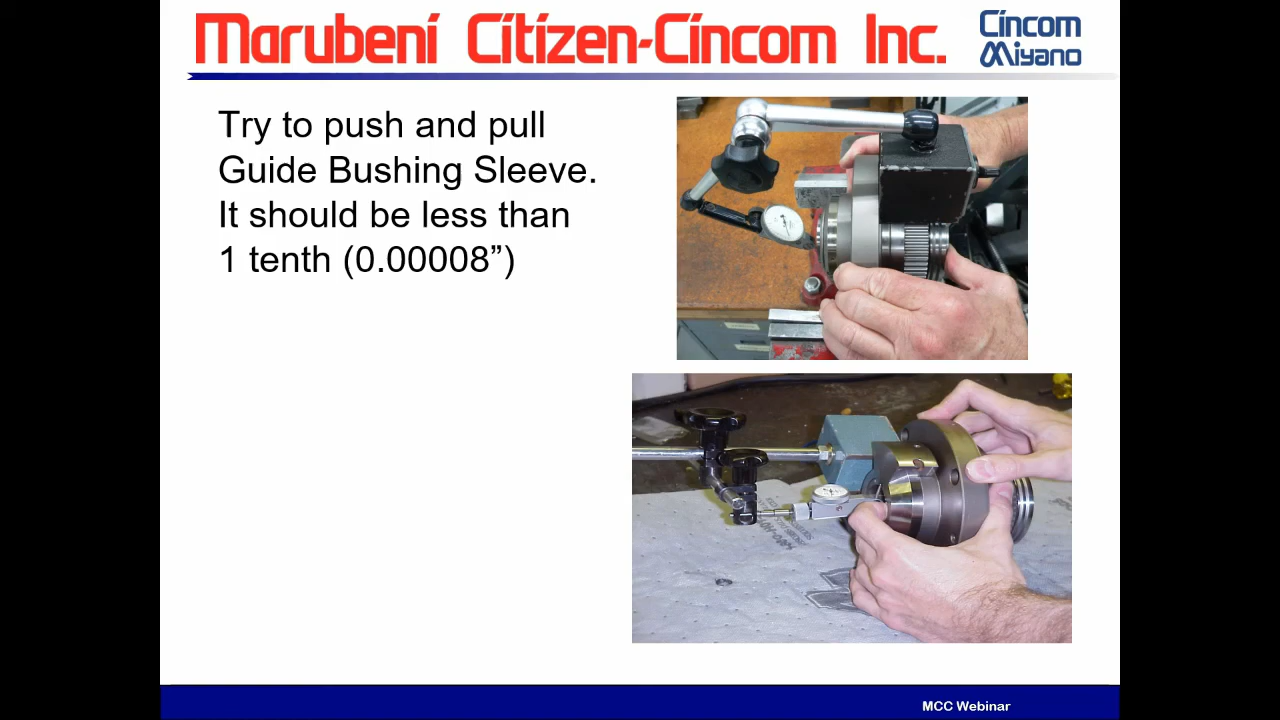 Marubeni Citizen-Cincom Inc.
Cincom
Miyano
Try to push and pull
Guide Bushing Sleeve.
It should be less than
1 tenth (0.00008”)
MCC Webinar